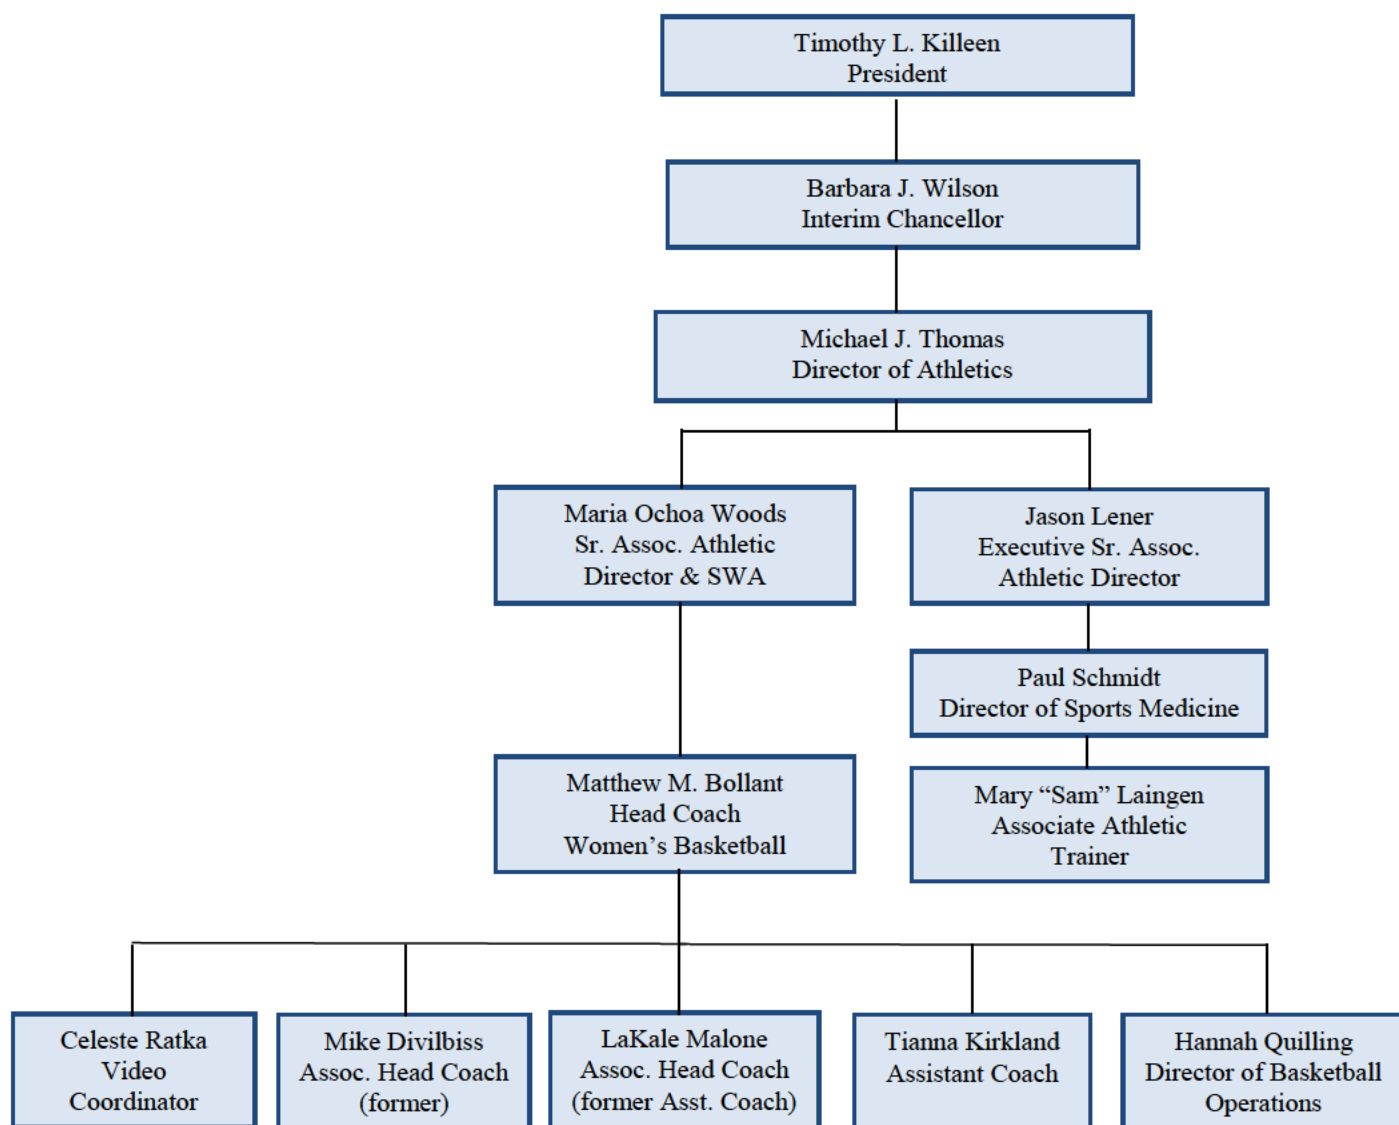 Timothy L. Killeen
President
Barbara J. Wilson
Interim Chancellor
Michael J. Thomas
Director of Athletics
Maria Ochoa Woods
Sr. Assoc. Athletic
Director & SWA
Jason Lener
Executive Sr. Assoc.
Athletic Director
Paul Schmidt
Director of Sports Medicine
Matthew M. Bollant
Head Coach
Women’s Basketball
Mary “Sam” Laingen
Associate Athletic
Trainer
Celeste Ratka
Video
Coordinator
Mike Divilbiss
Assoc. Head Coach
(former)
LaKale Malone
Assoc. Head Coach
(former Asst. Coach)
Tianna Kirkland
Assistant Coach
Hannah Quilling
Director of Basketball
Operations